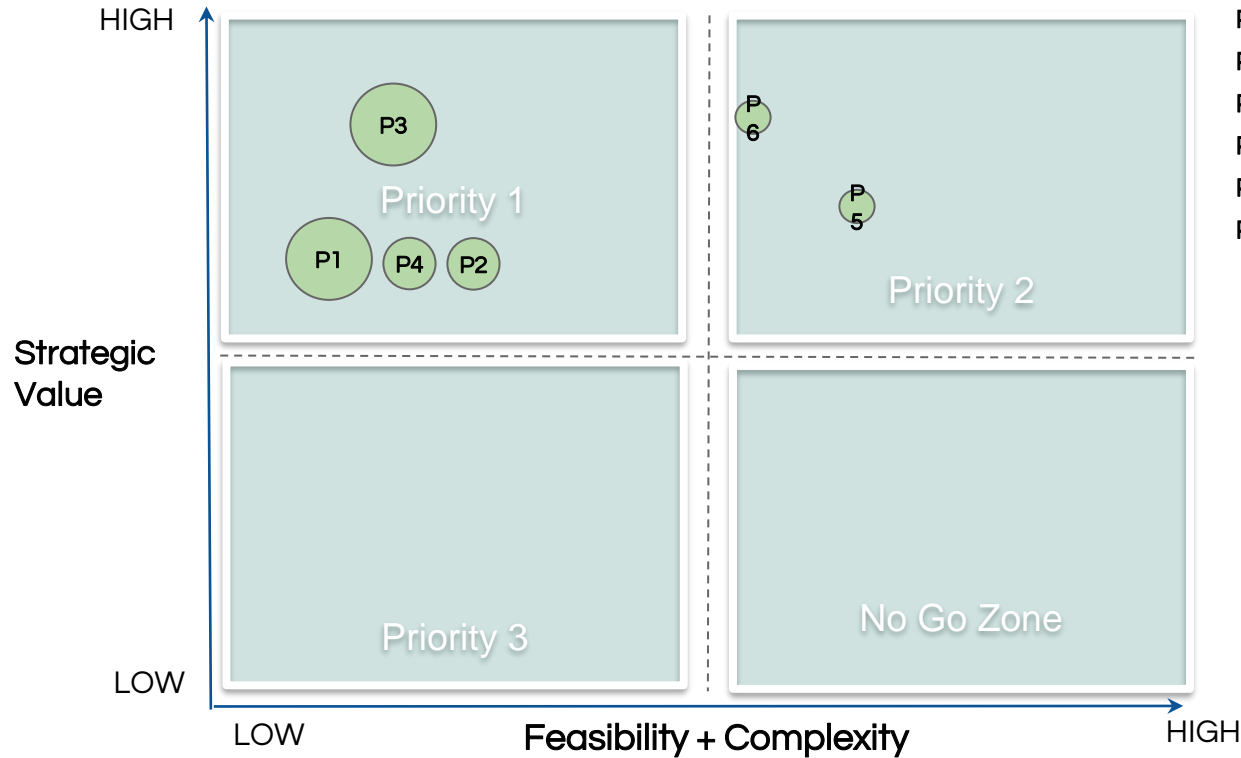 HIGH
P
P
P
P
P
P
P3
P
6
Priority 1
P
5
P1
P4
P2
Priority 2
Strategic
Value
Priority 3
No Go Zone
LOW
LOW
Feasibility + Complexity
HIGH